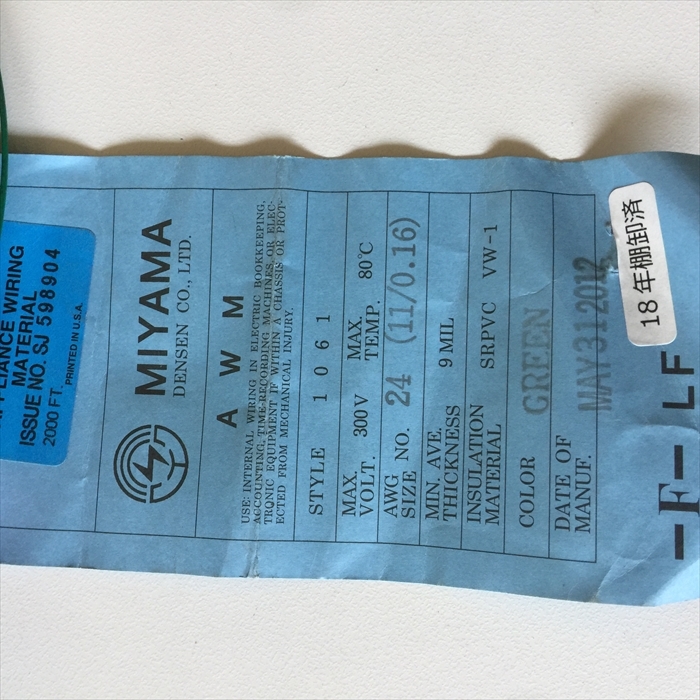 APPLIANCE WIRING
MATERIAL
ISSUE NO. SJ 598904
2000 FT. PRINTED IN U.S.A.
MIYAMA
DENSEN CO., LTD.
A W M
USE: INTERNAL WIRING IN ELECTRIC BOOKKEEPING,
ACCOUNTING, TIME-RECORDING MACHINES, OR ELEC-
TRONIC EQUIPMENT IF WITHIN A CHASSIS OR PROT-
ECTED FROM MECHANICAL INJURY.
STYLE 1 0 6 1
MAX. VOLT. 300V MAX. TEMP. 80°C
AWG SIZE NO. 24 (11/0.16)
MIN. AVE. THICKNESS 9 MIL
INSULATION MATERIAL SRPVC VW-1
COLOR GREEN
DATE OF MANUF. MAY 31 2012
18年棚卸済
-F- LF